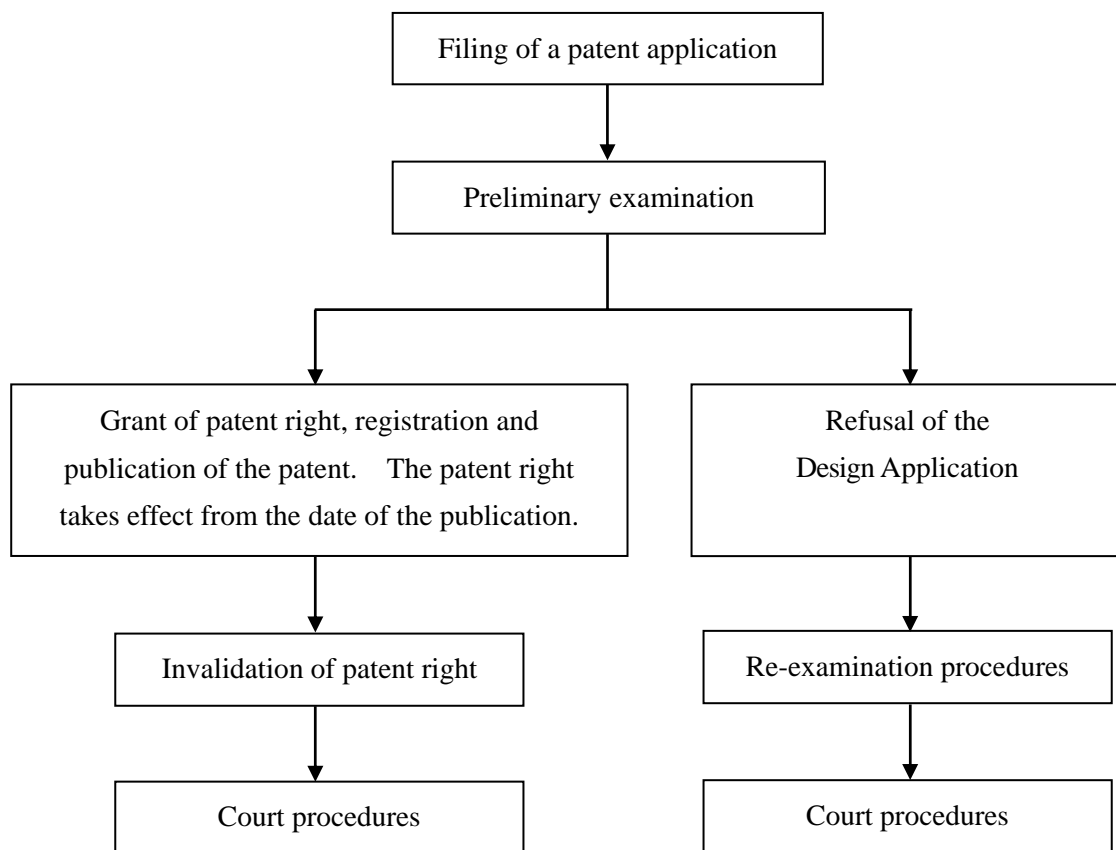 Filing of a patent application
Preliminary examination
Grant of patent right, registration and
publication of the patent. The patent right
takes effect from the date of the publication.
Refusal of the
Design Application
Invalidation of patent right
Re-examination procedures
Court procedures
Court procedures